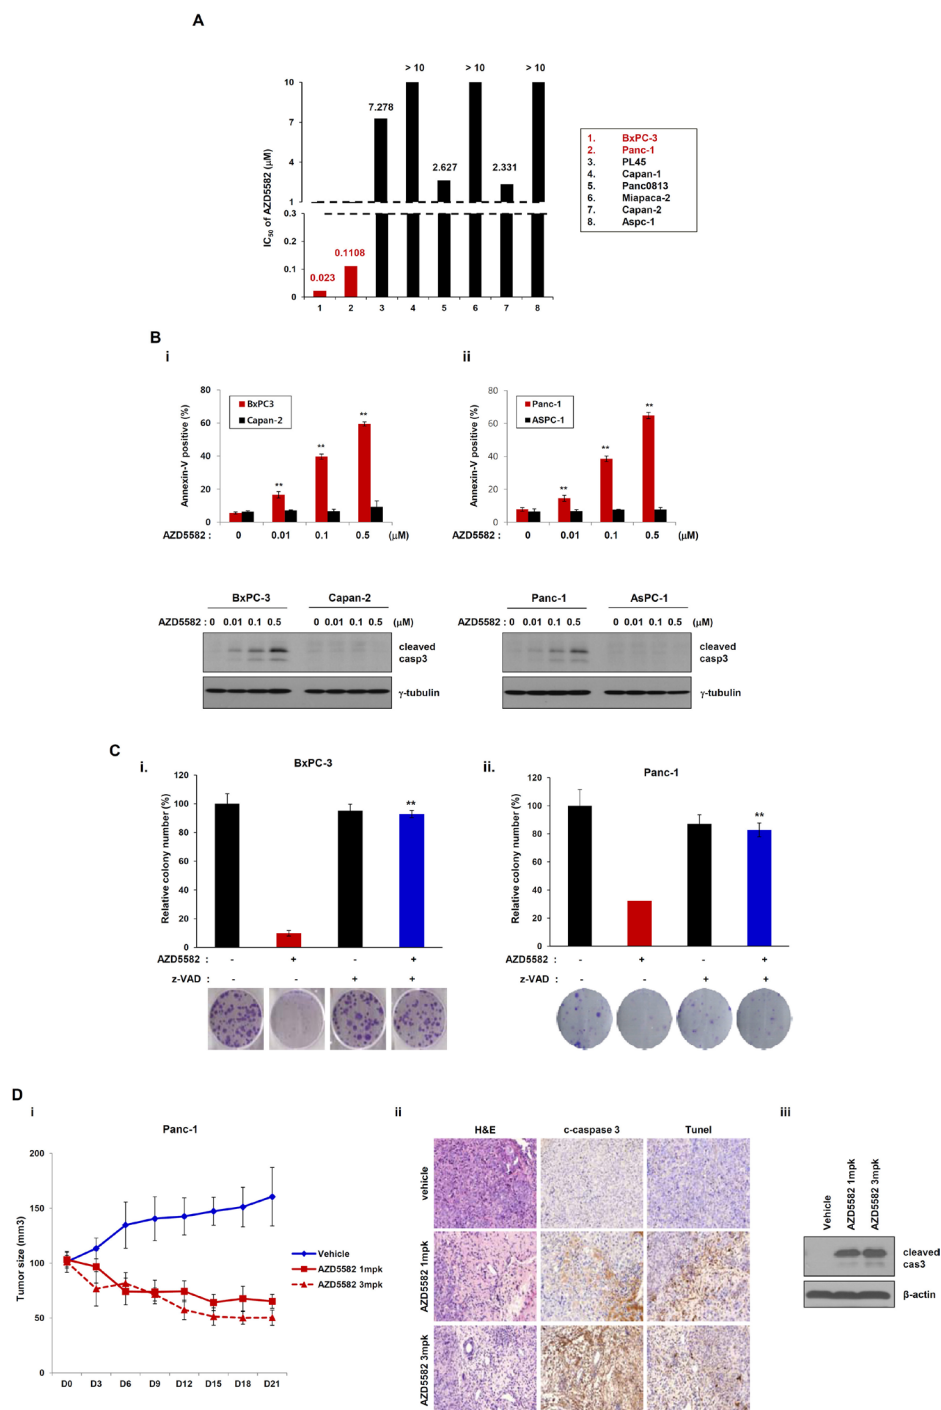 A
> 10 > 10 > 10
10
7.278
7
4
2.627 2.331
1
0.3
0.2
0.1108
0.1
0.023
0
IC50 of AZD5582 (μM)
1 2 3 4 5 6 7 8
1. BxPC-3
2. Panc-1
3. PL45
4. Capan-1
5. Panc0813
6. Miapaca-2
7. Capan-2
8. Aspc-1
B
i
Annexin-V positive (%)
80
60
40
20
0
BxPC3
Capan-2
** ** **
AZD5582 : 0 0.01 0.1 0.5 (μM)
ii
Annexin-V positive (%)
80
60
40
20
0
Panc-1
ASPC-1
** ** **
AZD5582 : 0 0.01 0.1 0.5 (μM)
BxPC-3 Capan-2
AZD5582 : 0 0.01 0.1 0.5 0 0.01 0.1 0.5 (μM)
cleaved
casp3
γ-tubulin
Panc-1 AsPC-1
AZD5582 : 0 0.01 0.1 0.5 0 0.01 0.1 0.5 (μM)
cleaved
casp3
γ-tubulin
C
i.
BxPC-3
Relative colony number (%)
120
100
80
60
40
20
0
**
AZD5582 : - + - +
z-VAD : - - + +
ii.
Panc-1
Relative colony number (%)
120
100
80
60
40
20
0
**
AZD5582 : - + - +
z-VAD : - - + +
D
i
Panc-1
Tumor size (mm3)
200
150
100
50
0
D0 D3 D6 D9 D12 D15 D18 D21
Vehicle
AZD5582 1mpk
AZD5582 3mpk
ii
H&E c-caspase 3 Tunel
vehicle
AZD5582 1mpk
AZD5582 3mpk
iii
Vehicle
AZD5582 1mpk
AZD5582 3mpk
cleaved
cas3
β-actin